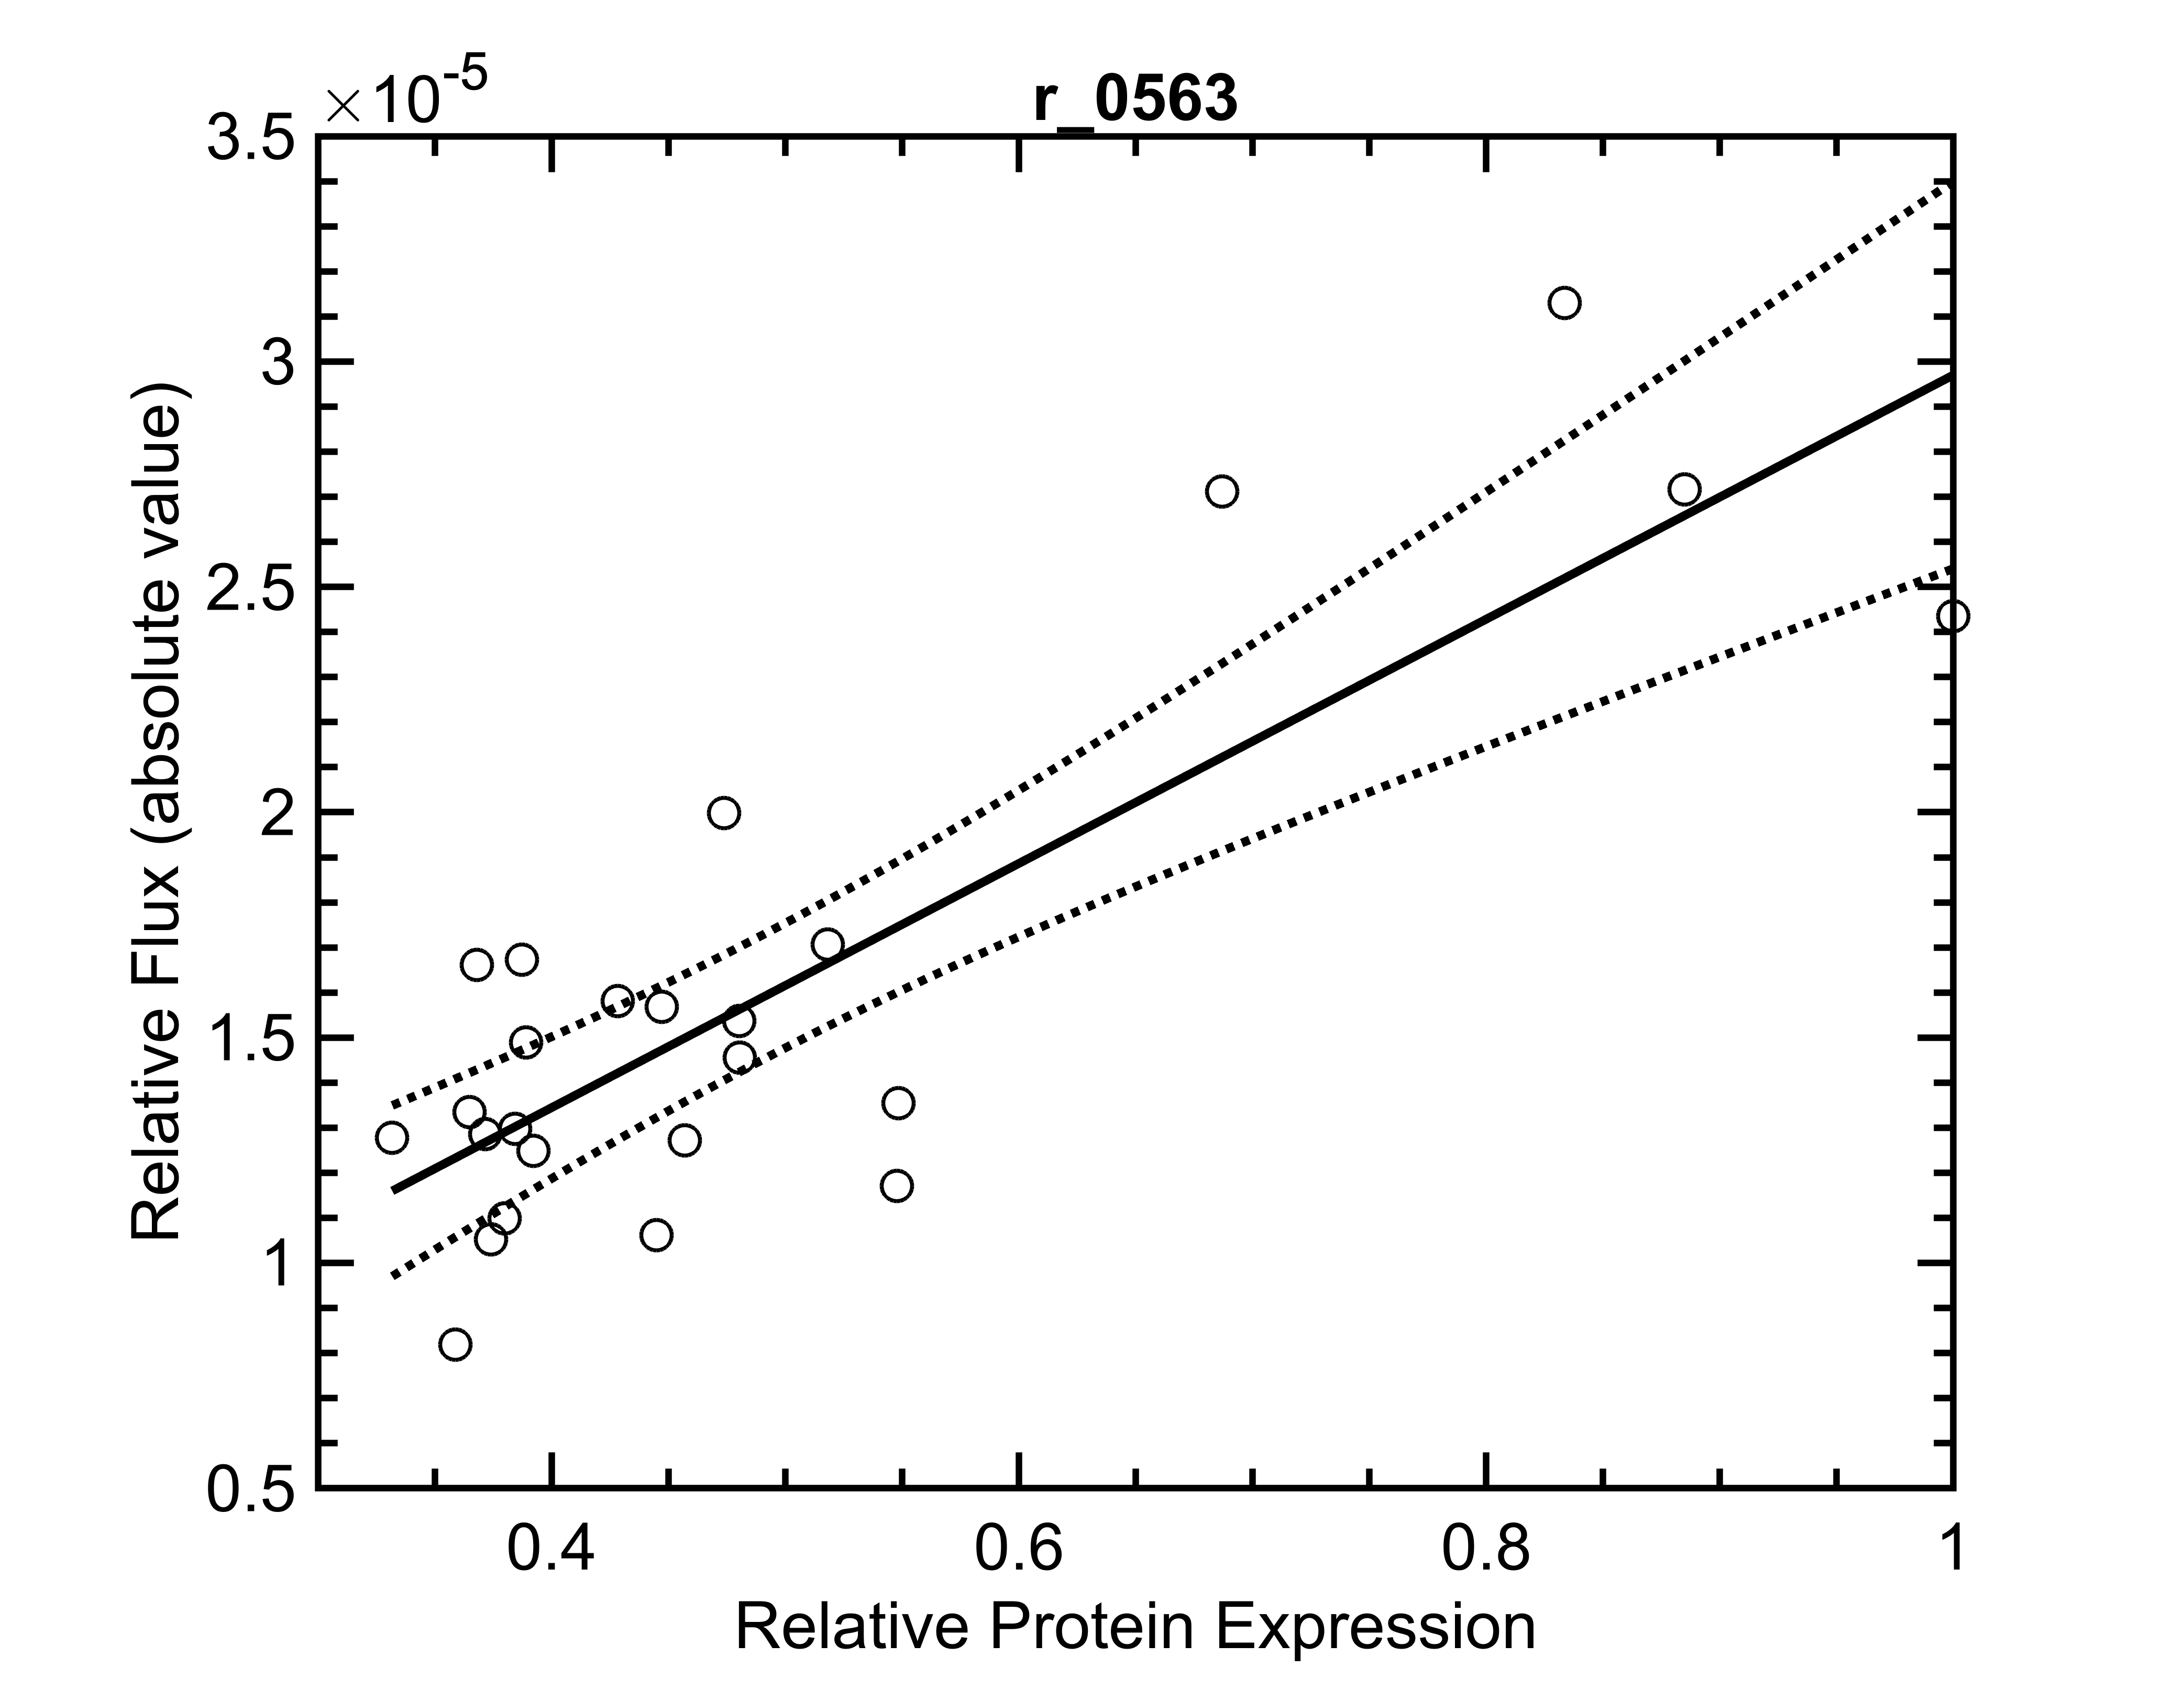 ×10-5
r_0563
3.5
3
2.5
2
1.5
1
0.5
Relative Flux (absolute value)
0.4 0.6 0.8 1
Relative Protein Expression